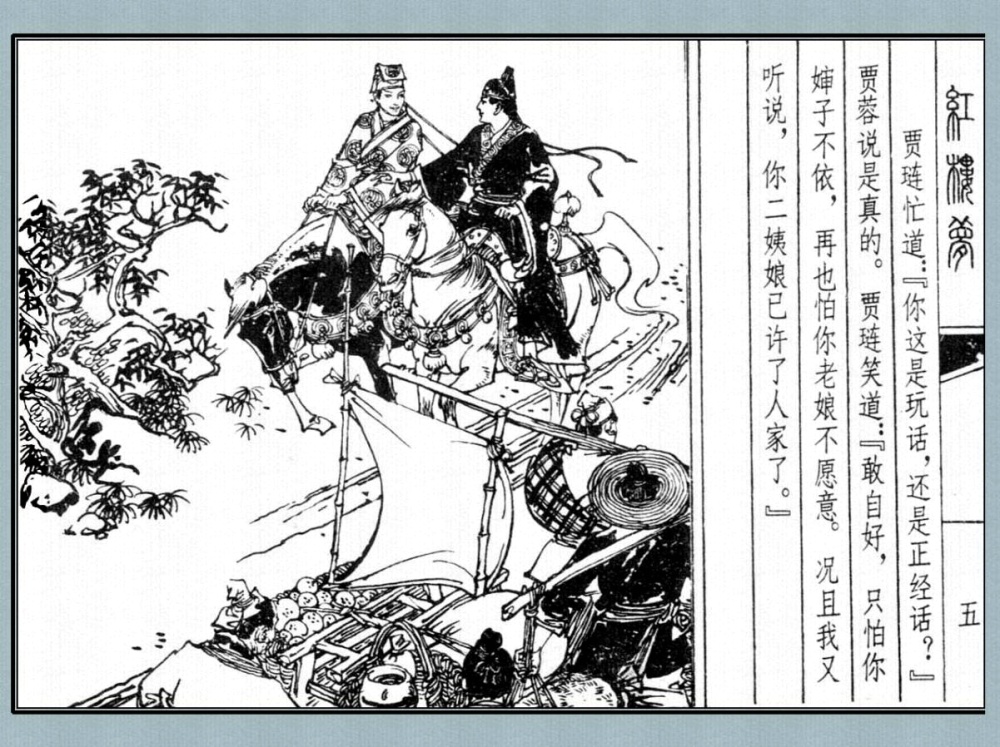 紅樓夢
五
贾琏忙道：『你这是玩话，还是正经话？』
贾蓉说是真的。贾琏笑道：『敢自好，只怕你
婶子不依，再也怕你老娘不愿意。况且我又
听说，你二姨娘已许了人家了。』